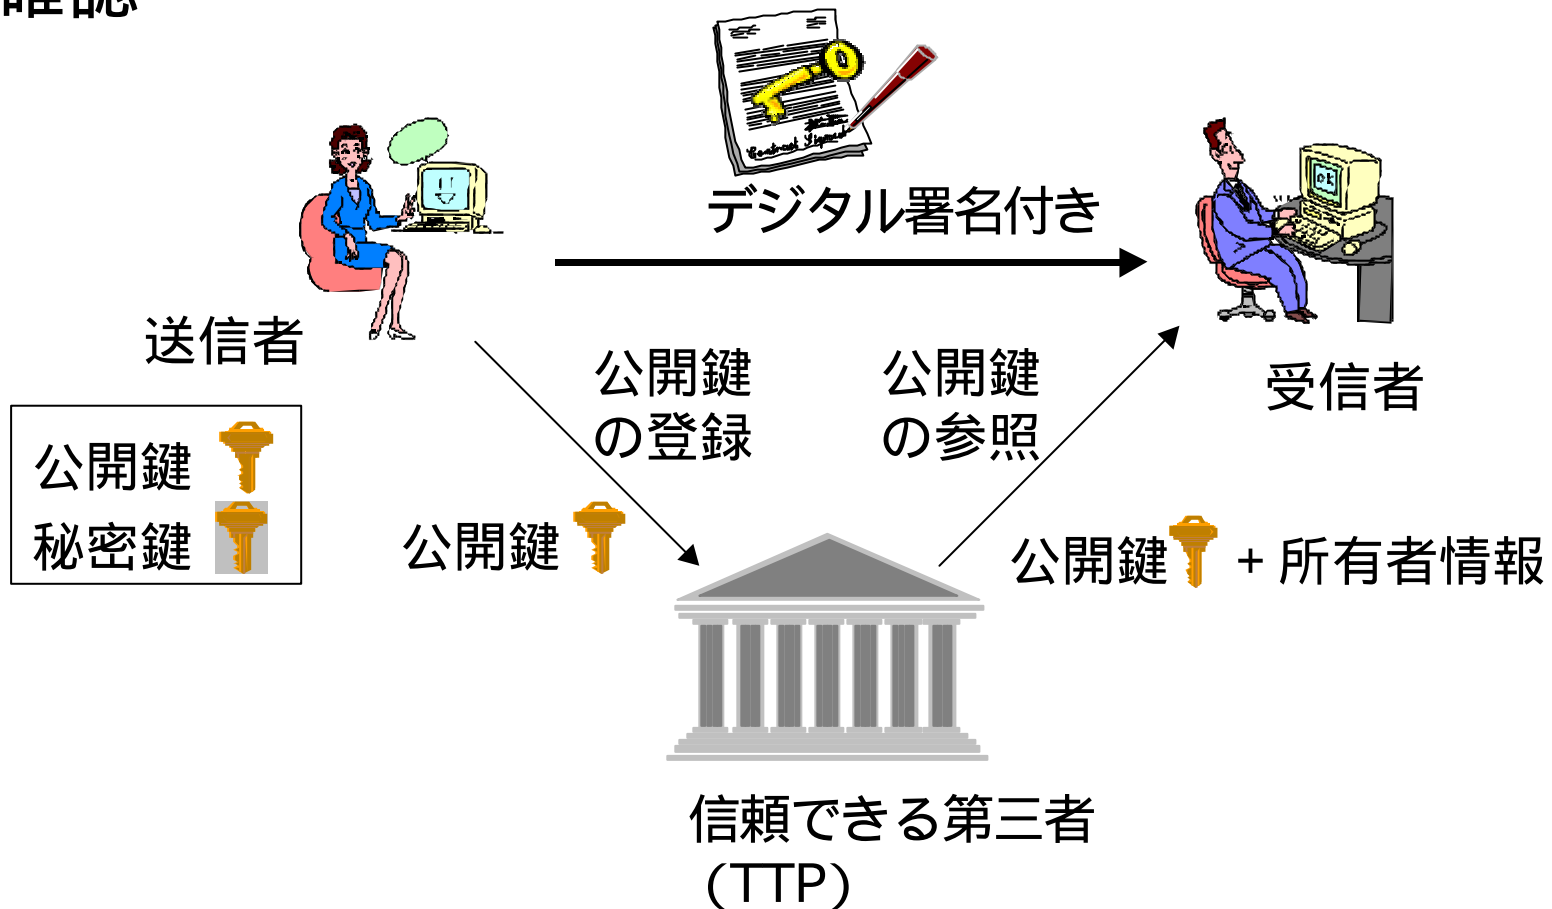 デジタル署名付き
送信者
受信者
公開鍵
の登録
公開鍵
の参照
公開鍵
秘密鍵
公開鍵
公開鍵 + 所有者情報
信頼できる第三者
(TTP)